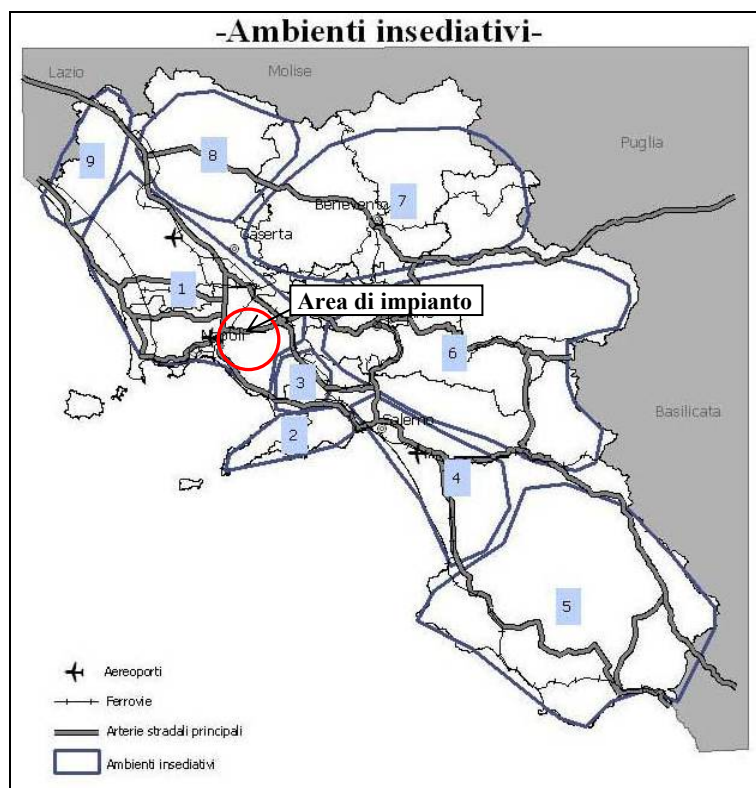 -Ambienti insediativi-
Lazio
Molise
Puglia
9
8
7
Benevento
Caserta
1
Area di impianto
Napoli
6
3
Basilicata
2
Salerno
4
5
Aereoporti
Ferrovie
Arterie stradali principali
Ambienti insediativi